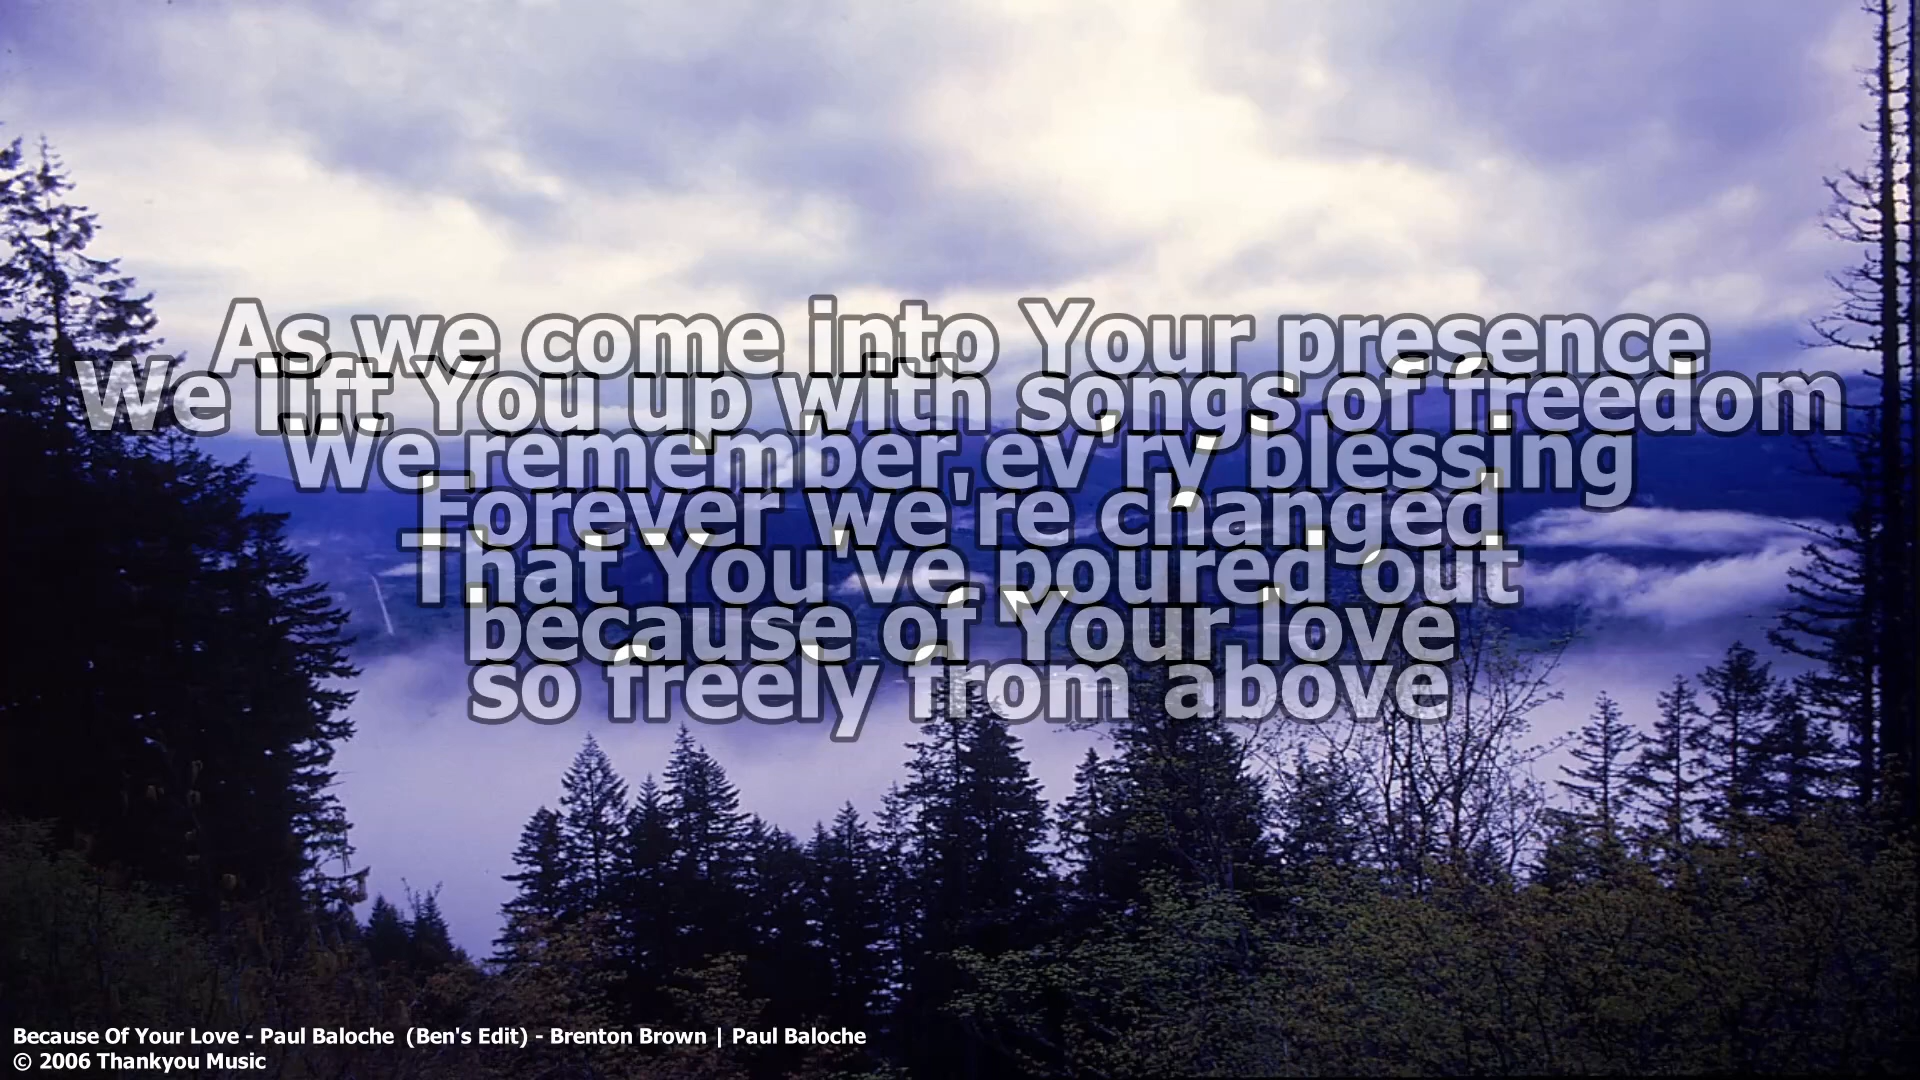 As we come into Your presence
We lift You up with songs of freedom
We remember ev'ry blessing
Forever we're changed
That You've poured out
because of Your love
so freely from above
Because Of Your Love - Paul Baloche (Ben's Edit) - Brenton Brown | Paul Baloche
© 2006 Thankyou Music